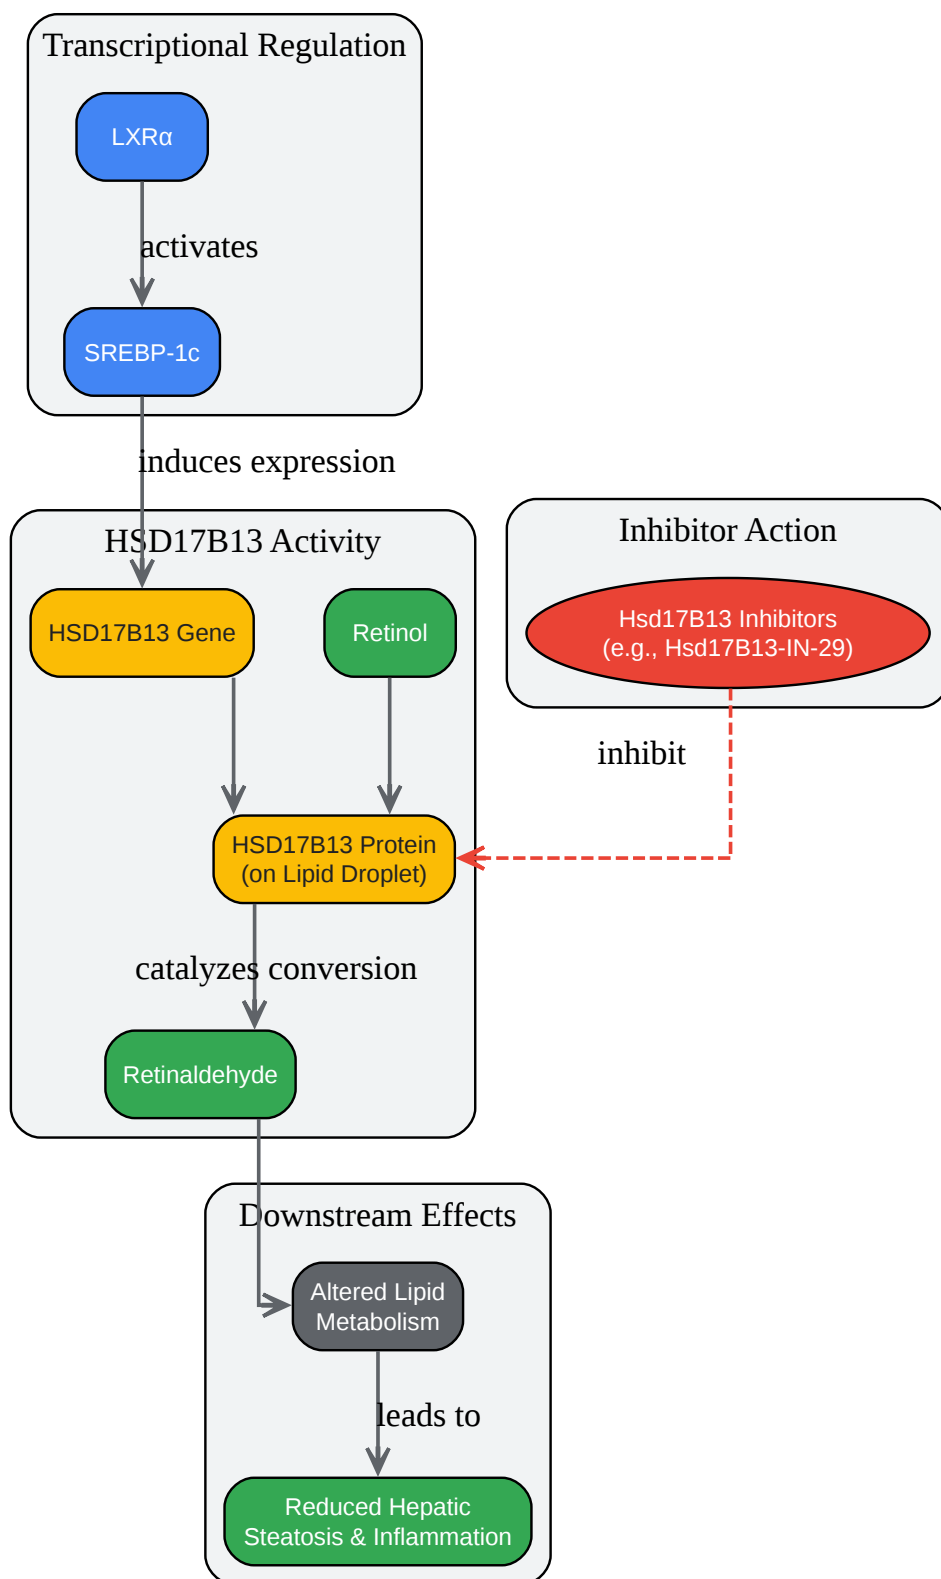 Transcriptional Regulation
LXRα
activates
SREBP-1c
induces expression
HSD17B13 Activity
HSD17B13 Gene
Retinol
Inhibitor Action
Hsd17B13 Inhibitors
(e.g., Hsd17B13-IN-29)
inhibit
HSD17B13 Protein
(on Lipid Droplet)
catalyzes conversion
Retinaldehyde
Downstream Effects
Altered Lipid
Metabolism
leads to
Reduced Hepatic
Steatosis & Inflammation